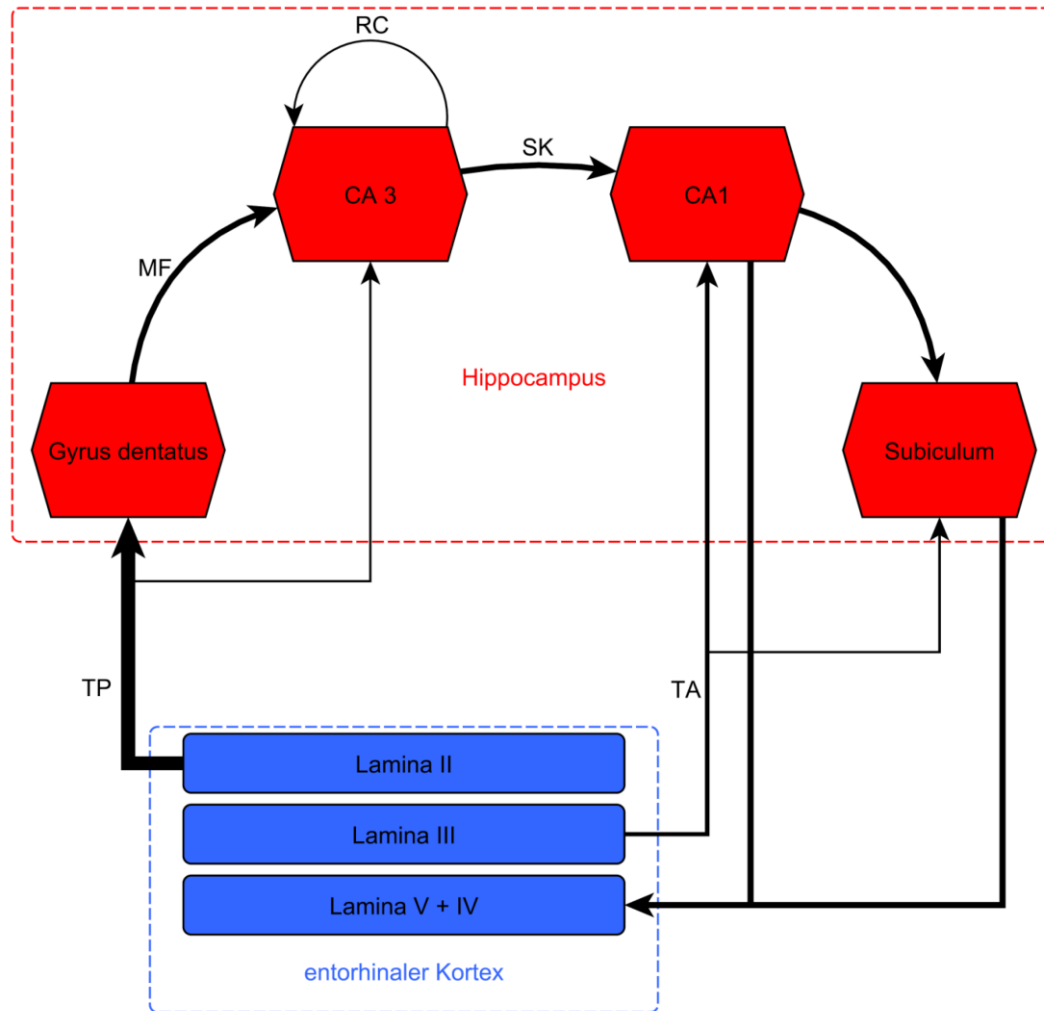 RC
SK
CA 3
CA1
MF
Hippocampus
Gyrus dentatus
Subiculum
TP
TA
Lamina II
Lamina III
Lamina V + IV
entorhinaler Kortex